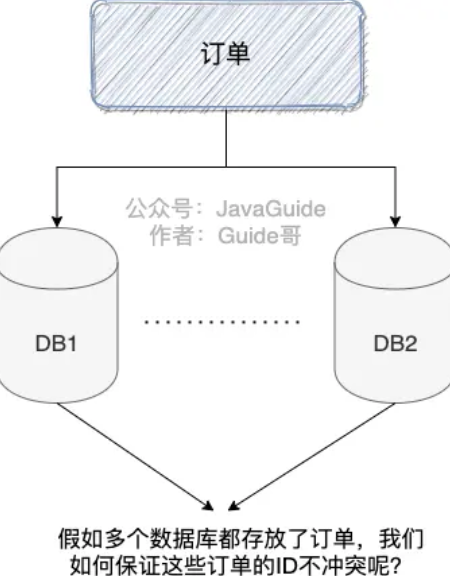 订单
公众号：JavaGuide
作者：Guide哥
DB1
DB2
假如多个数据库都存放了订单，我们
如何保证这些订单的ID不冲突呢？